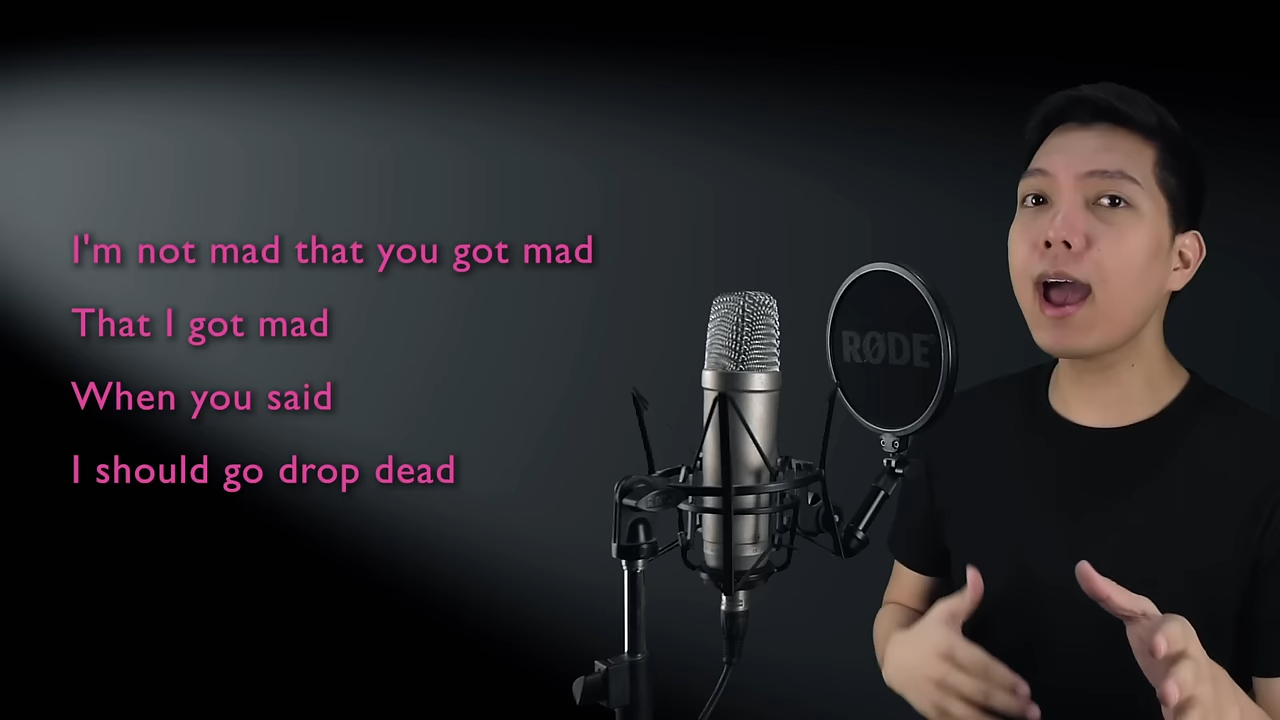 I'm not mad that you got mad
That I got mad
When you said
I should go drop dead
RØDE